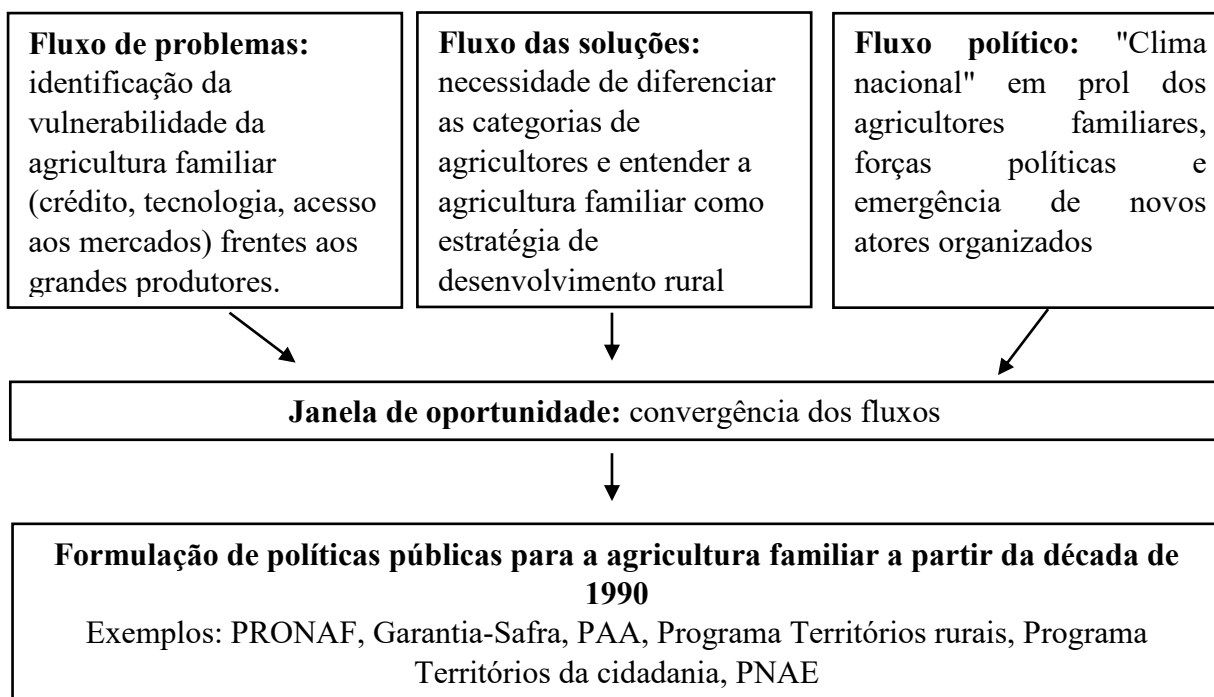 Fluxo de problemas:
identificação da
vulnerabilidade da
agricultura familiar
(crédito, tecnologia, acesso
aos mercados) frentes aos
grandes produtores.
Fluxo das soluções:
necessidade de diferenciar
as categorias de
agricultores e entender a
agricultura familiar como
estratégia de
desenvolvimento rural
Fluxo político: "Clima
nacional" em prol dos
agricultores familiares,
forças políticas e
emergência de novos
atores organizados
Janela de oportunidade: convergência dos fluxos
Formulação de políticas públicas para a agricultura familiar a partir da década de
1990
Exemplos: PRONAF, Garantia-Safra, PAA, Programa Territórios rurais, Programa
Territórios da cidadania, PNAE